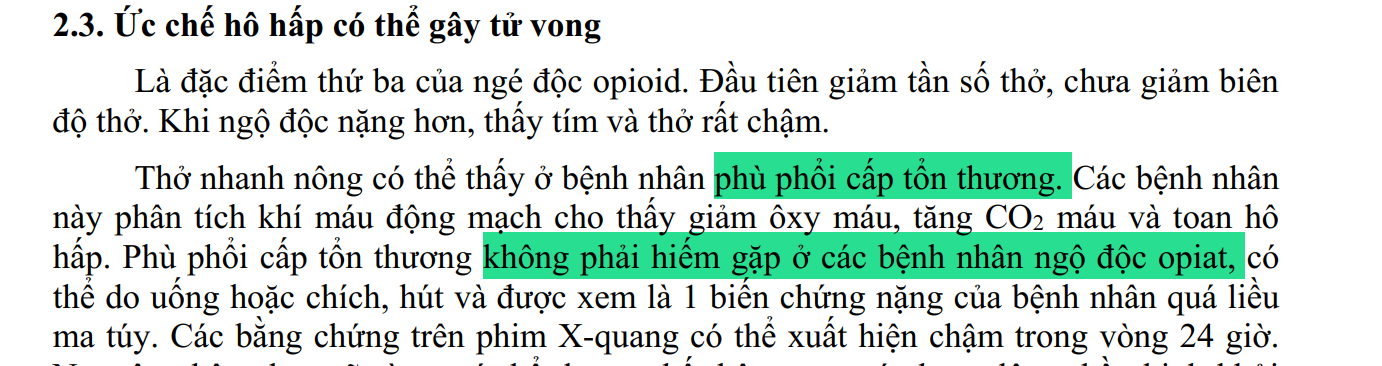 2.3. Ức chế hô hấp có thể gây tử vong
Là đặc điểm thứ ba của ngé độc opioid. Đầu tiên giảm tần số thở, chưa giảm biên
độ thở. Khi ngộ độc nặng hơn, thấy tím và thở rất chậm.
Thở nhanh nông có thể thấy ở bệnh nhân phù phổi cấp tổn thương. Các bệnh nhân
này phân tích khí máu động mạch cho thấy giảm ôxy máu, tăng CO2 máu và toan hô
hấp. Phù phổi cấp tổn thương không phải hiếm gặp ở các bệnh nhân ngộ độc opiat, có
thể do uống hoặc chích, hút và được xem là 1 biến chứng nặng của bệnh nhân quá liều
ma túy. Các bằng chứng trên phim X-quang có thể xuất hiện chậm trong vòng 24 giờ.